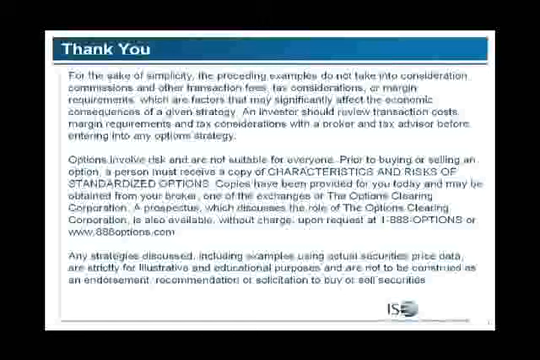 Thank You
For the sake of simplicity, the preceding examples do not take into consideration
commissions and other transaction fees, tax considerations, or margin
requirements, which are factors that may significantly affect the economic
consequences of a given strategy. An investor should review transaction costs,
margin requirements and tax considerations with a broker and tax advisor before
entering into any options strategy.
Options involve risk and are not suitable for everyone. Prior to buying or selling an
option, a person must receive a copy of CHARACTERISTICS AND RISKS OF
STANDARDIZED OPTIONS. Copies have been provided for you today and may be
obtained from your broker, one of the exchanges or The Options Clearing
Corporation. A prospectus, which discusses the role of The Options Clearing
Corporation, is also available, without charge, upon request at 1-888-OPTIONS or
www.888options.com
Any strategies discussed, including examples using actual securities price data,
are strictly for illustrative and educational purposes and are not to be construed as
an endorsement, recommendation or solicitation to buy or sell securities
ISE